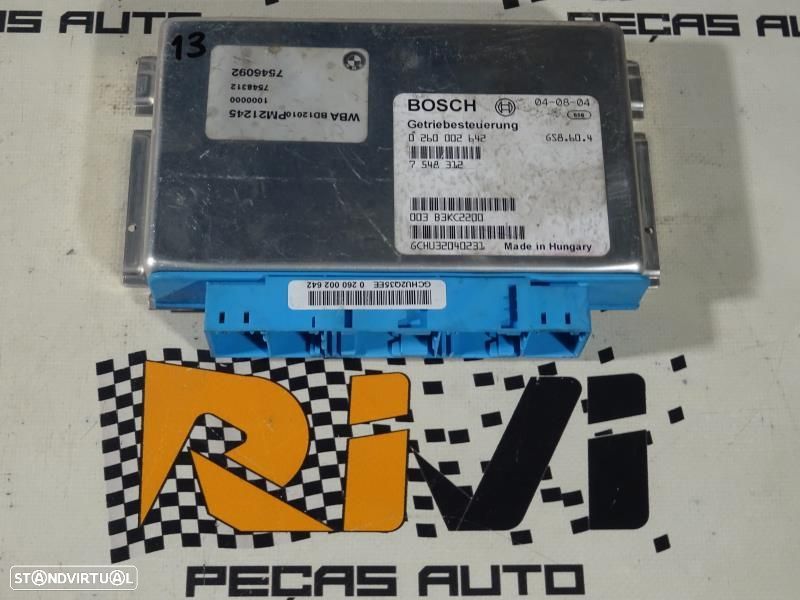 PEÇAS AUTO
PEÇAS AUTO
13
7546092
7548312
1000000
WBA BD12010PM21245
BOSCH
04-08-04
Getriebesteuerung
0 260 002 642
GS8.60.4
7 548 312
003 B3KC2200
GCHU32040231
Made in Hungary
GCHU2Q35EE 0 260 002 642
RiVi
PEÇAS AUTO
STANDVIRTUAL